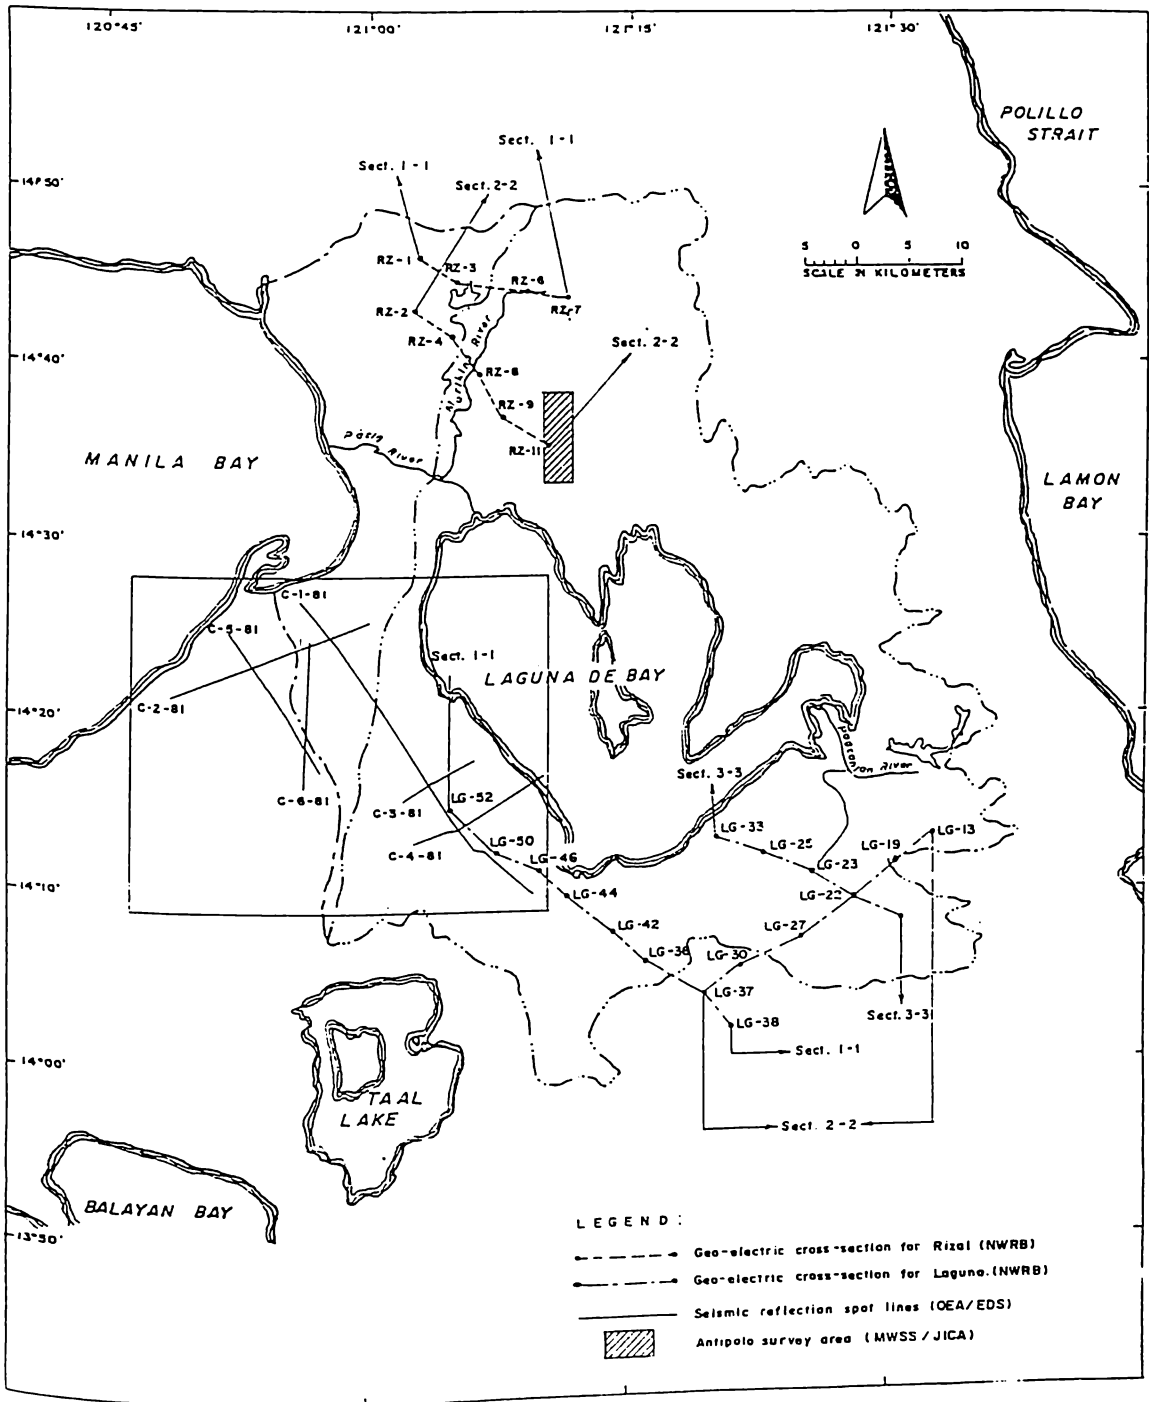 120°45'
121°00'
121°15'
121°30'
POLILLO
STRAIT
Sect. 1-1
Sect. 1-1
Sect. 2-2
14°50'
RZ-1
RZ-3
RZ-6
RZ-7
RZ-2
RZ-4
5 0 5 10
SCALE IN KILOMETERS
14°40'
River
RZ-8
Sect. 2-2
RZ-9
RZ-11
Pasig River
MANILA BAY
LAMON
BAY
14°30'
C-1-81
C-5-81
Sect. 1-1
LAGUNA DE BAY
14°20'
C-2-81
River
Sect. 3-3
C-6-81
C-3-81
LG-52
C-4-81
LG-50
LG-46
LG-33
LG-25
LG-19
LG-13
LG-23
14°10'
LG-44
LG-22
LG-42
LG-27
LG-38
LG-30
LG-37
Sect. 3-3
LG-38
Sect. 1-1
14°00'
TAAL
LAKE
Sect. 2-2
BALAYAN BAY
13°50'
LEGEND:
Geo-electric cross-section for Rizal (NWRB)
Geo-electric cross-section for Laguna. (NWRB)
Seismic reflection spot lines (OEA/EDS)
Antipolo survey area (MWSS/JICA)